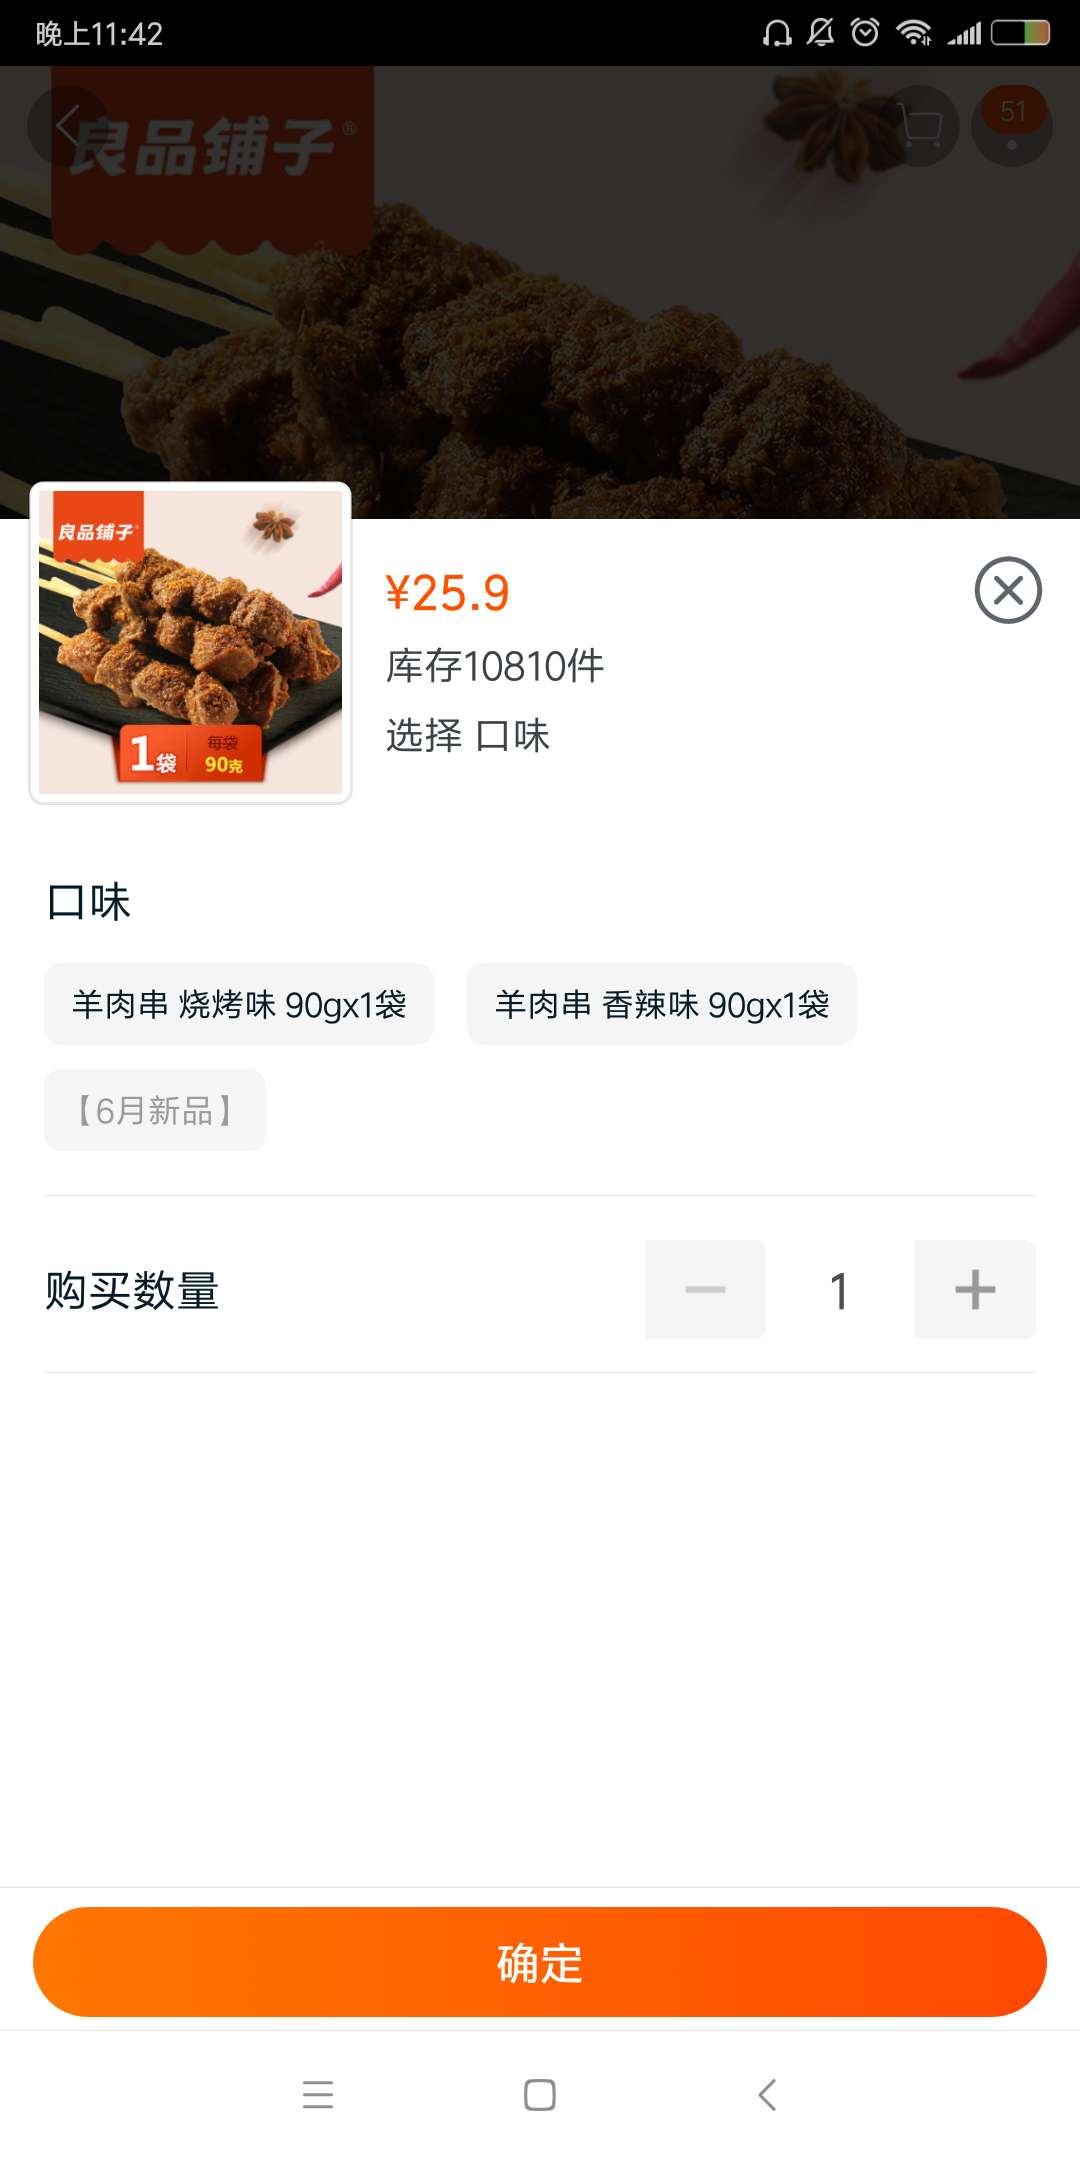 晚上11:42
良品铺子®
51
良品铺子
1袋
每袋
90克
¥25.9
库存10810件
选择 口味
口味
羊肉串 烧烤味 90gx1袋
羊肉串 香辣味 90gx1袋
【6月新品】
购买数量
1
确定